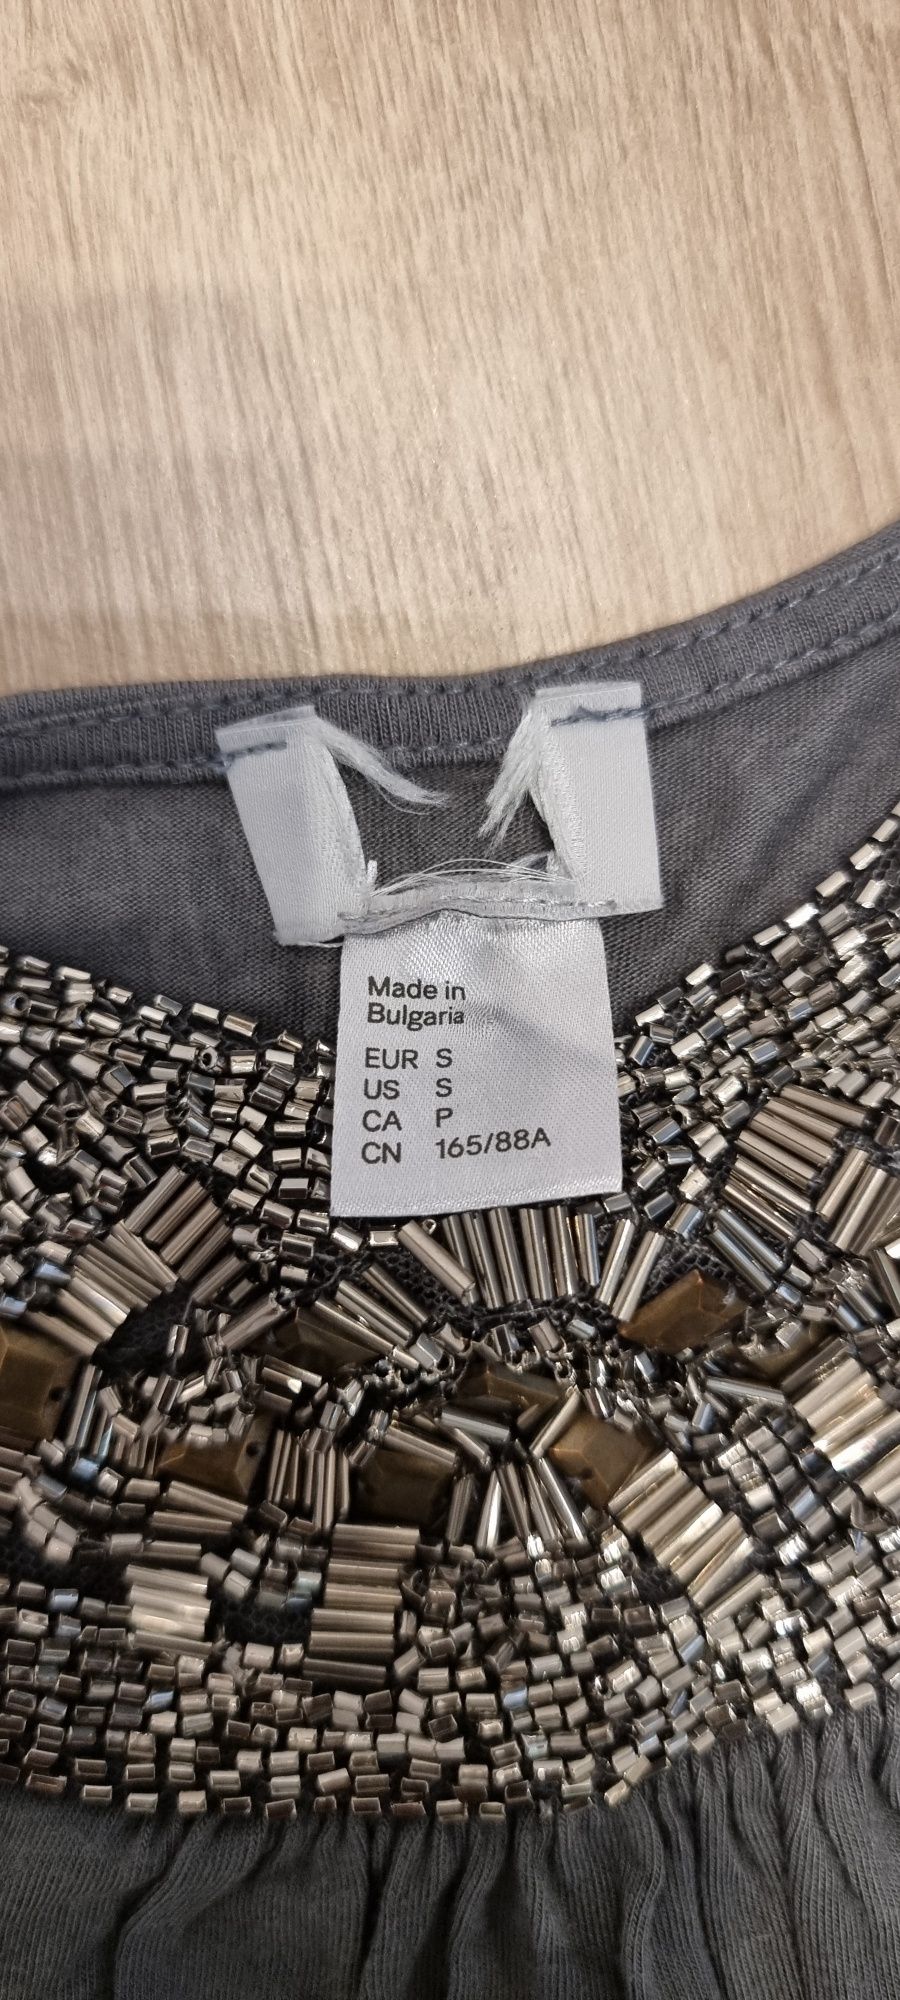 Made in
Bulgaria
EUR S
US S
CA P
CN 165/88A